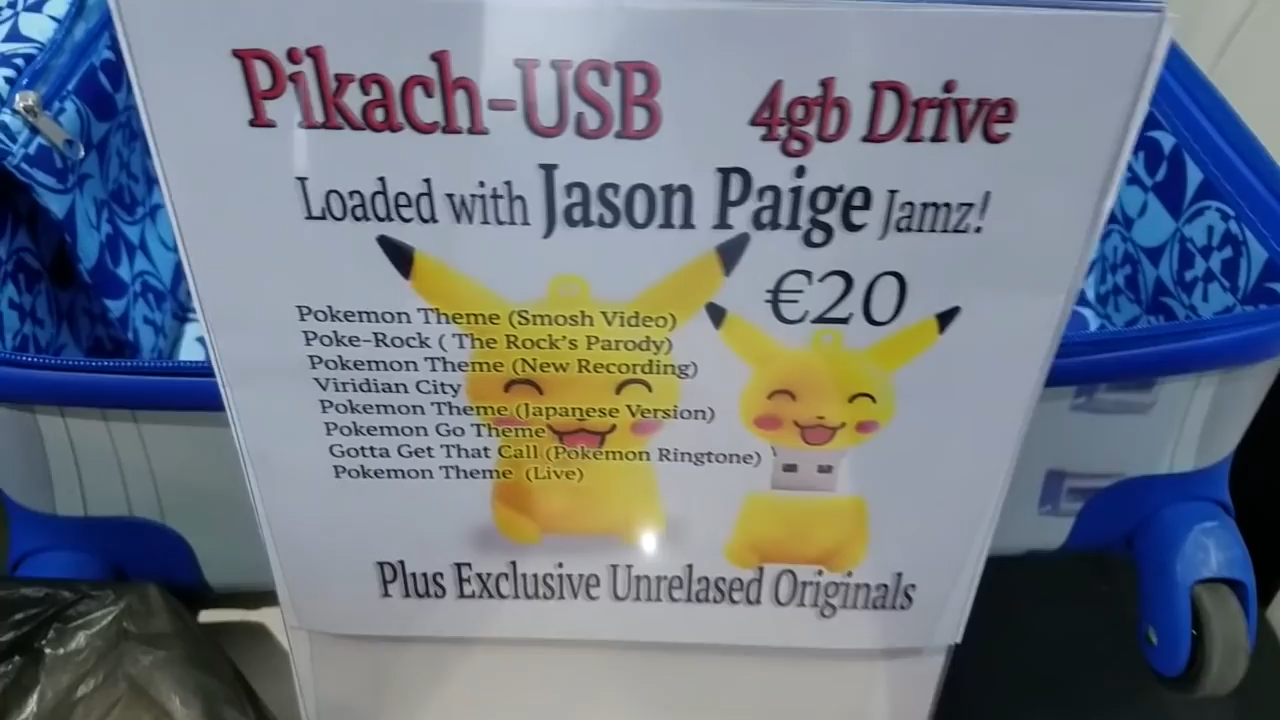 Pikach-USB 4gb Drive
Loaded with Jason Paige Jamz!
€20
Pokemon Theme (Smosh Video)
Poke-Rock ( The Rock's Parody)
Pokemon Theme (New Recording)
Viridian City
Pokemon Theme (Japanese Version)
Pokemon Go Theme
Gotta Get That Call (Pokemon Ringtone)
Pokemon Theme (Live)
Plus Exclusive Unrelased Originals